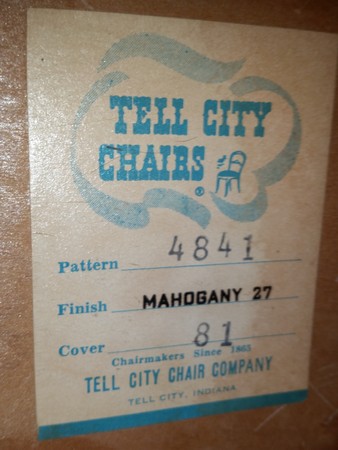 TELL CITY
CHAIRS ®
Pattern 4841
Finish MAHOGANY 27
Cover 81
Chairmakers Since 1865
TELL CITY CHAIR COMPANY
TELL CITY, INDIANA